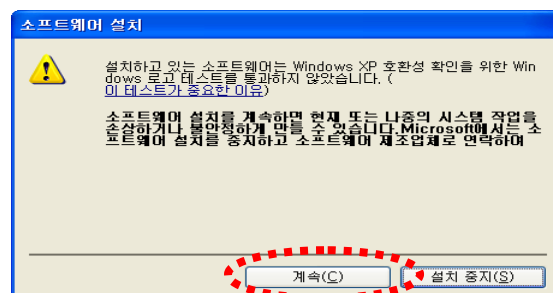 소프트웨어 설치
설치하고 있는 소프트웨어는 Windows XP 호환성 확인을 위한 Win
dows 로고 테스트를 통과하지 않았습니다. (
이 테스트가 중요한 이유)
소프트웨어 설치를 계속하면 현재 또는 나중의 시스템 작업을
손상하거나 불안정하게 만들 수 있습니다.Microsoft에서는 소
프트웨어 설치를 중지하고 소프트웨어 제조업체로 연락하여
계속(C)
설치 중지(S)